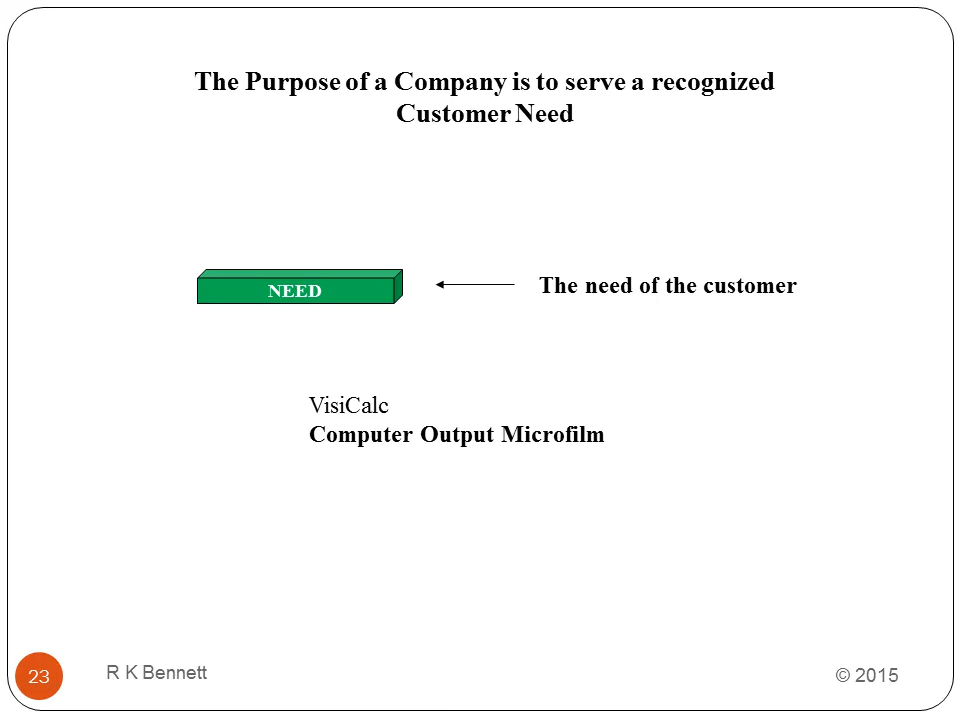 The Purpose of a Company is to serve a recognized
Customer Need
NEED
The need of the customer
VisiCalc
Computer Output Microfilm
23
R K Bennett
© 2015